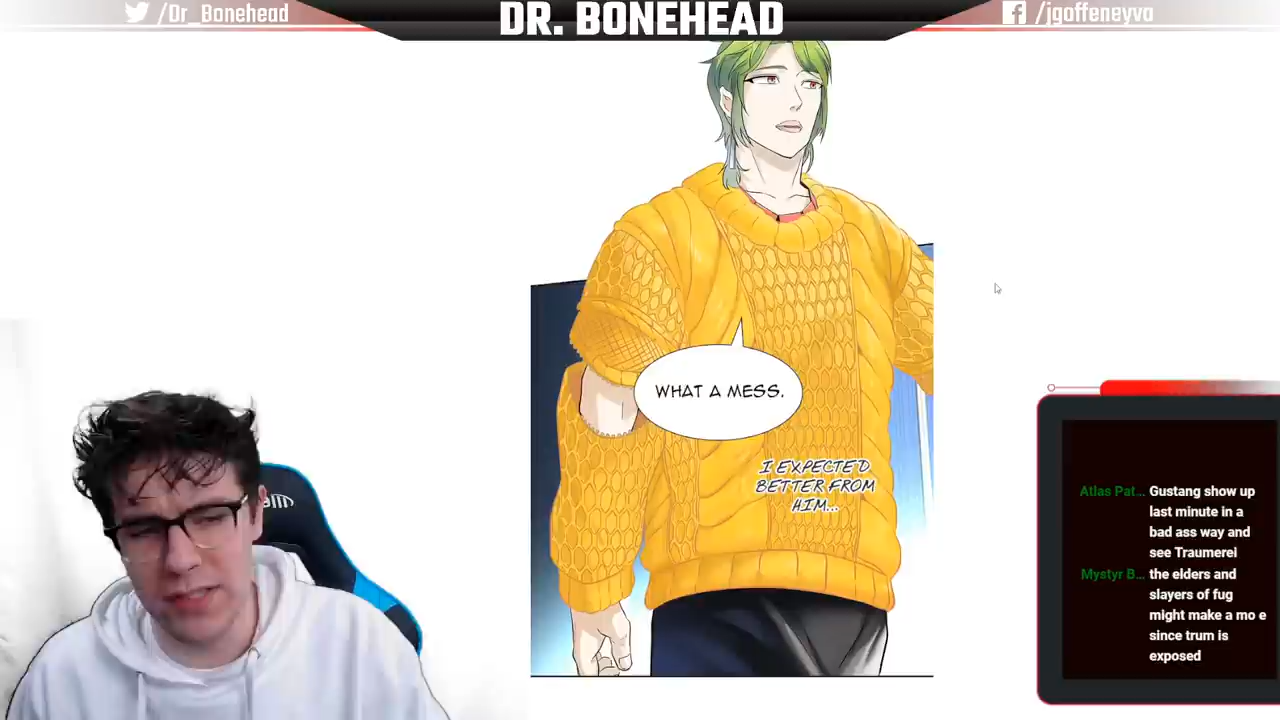 /Dr_Bonehead
DR. BONEHEAD
/jgoffeneyva
WHAT A MESS.
I EXPECTED
BETTER FROM
HIM...
Atlas Pat... Gustang show up
last minute in a
bad ass way and
see Traumerei
Mystyr B... the elders and
slayers of fug
might make a mo e
since trum is
exposed